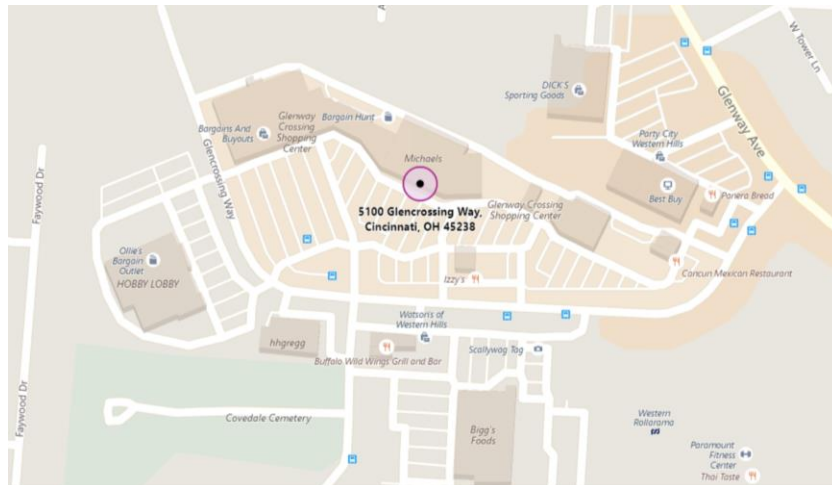 A
W Tower Ln
DICK'S
Sporting Goods
Glenway Ave
Glenway
Crossing
Shopping
Center
Bargain Hunt
Bargains And
Buyouts
Party City
Western Hills
Michaels
Faywood Dr
Glencrossing Way
Best Buy
Panera Bread
5100 Glencrossing Way,
Cincinnati, OH 45238
Glenway Crossing
Shopping Center
Ollie's
Bargain
Outlet
HOBBY LOBBY
Izzy's
Cancun Mexican Restaurant
Watsons of
Western Hills
hhgregg
Buffalo Wild Wings Grill and Bar
Scallywag Tag
Faywood Dr
Covedale Cemetery
Bigg's
Foods
Western
Rollarama
Paramount
Fitness
Center
Thai Taste